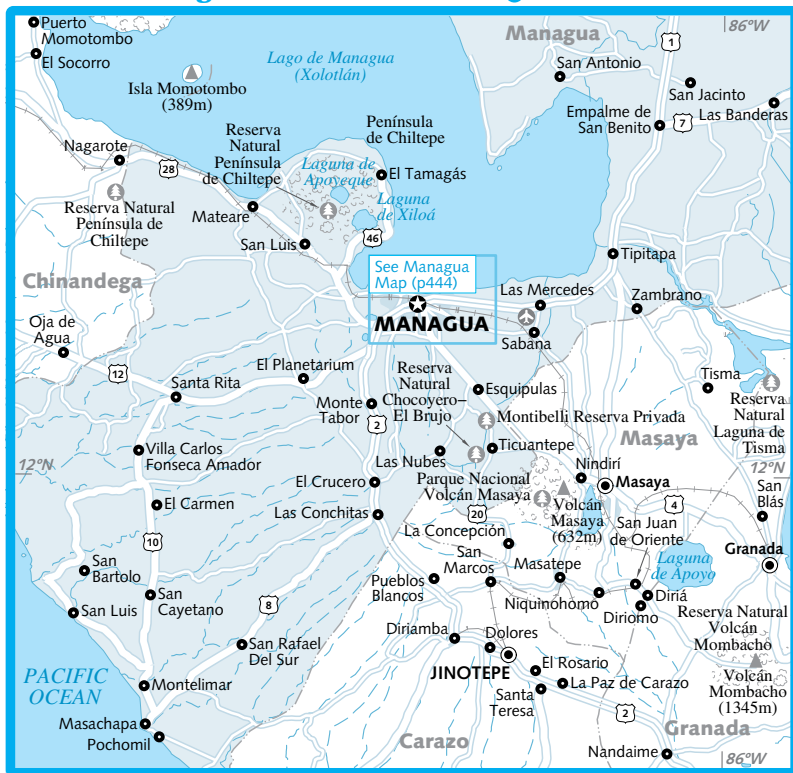 Puerto
Momotombo
El Socorro
Isla Momotombo
(389m)
Lago de Managua
(Xolotlán)
Managua
86°W
1
San Antonio
San Jacinto
Las Banderas
Empalme de
San Benito
7
Nagarote
28
Reserva
Natural
Península
de Chiltepe
Península
de Chiltepe
Laguna de
Apoyeque
El Tamagás
Laguna
de Xiloá
Reserva Natural
Península de
Chiltepe
Mateare
San Luis
46
Chinandega
See Managua
Map (p444)
MANAGUA
Las Mercedes
Sabana
Tipitapa
Zambrano
Oja de
Agua
12
Santa Rita
El Planetarium
Monte
Tabor
2
Reserva
Natural
Chocoyero–
El Brujo
Esquipulas
Montibelli Reserva Privada
Tisma
Reserva
Natural
Laguna de
Tisma
Masaya
12°N
Villa Carlos
Fonseca Amador
Las Nubes
Ticuantepe
Parque Nacional
Volcán Masaya
Nindirí
Masaya
12°N
San
Blás
El Crucero
El Carmen
Las Conchitas
20
Volcán
Masaya
(632m)
4
San Juan
de Oriente
La Concepción
Granada
10
San
Marcos
Masatepe
Laguna
de Apoyo
San
Bartolo
San
Cayetano
Pueblos
Blancos
Niquinohomo
Diriá
Diriomo
San Luis
8
Reserva Natural
Volcán
Mombacho
San Rafael
Del Sur
Diriamba
Dolores
JINOTEPE
El Rosario
La Paz de Carazo
Santa
Teresa
Volcán
Mombacho
(1345m)
PACIFIC
OCEAN
Montelimar
2
Masachapa
Pochomil
Carazo
Granada
Nandaime
86°W